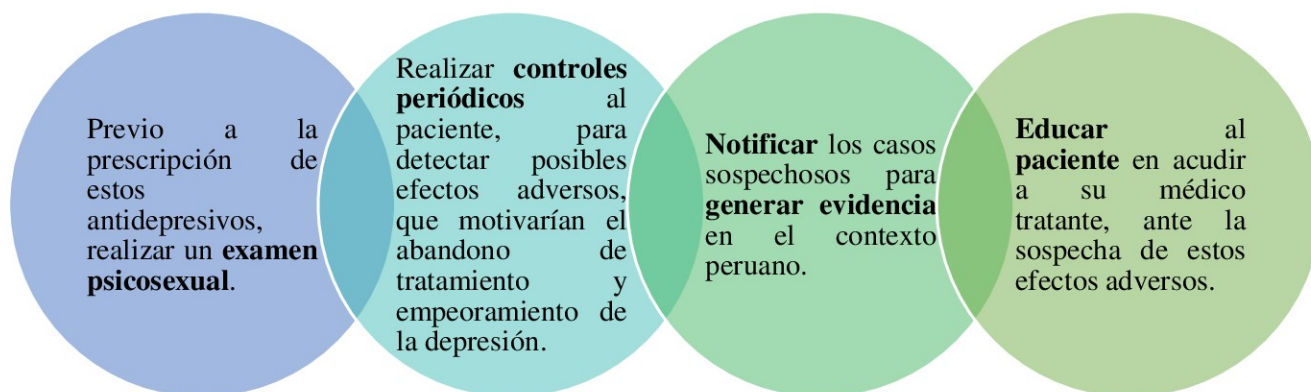 Previo a la
prescripción de
estos
antidepresivos,
realizar un examen
psicosexual.
Realizar controles
periódicos al
paciente, para
detectar posibles
efectos adversos,
que motivarían el
abandono de
tratamiento y
empeoramiento de
la depresión.
Notificar los casos
sospechosos para
generar evidencia
en el contexto
peruano.
Educar al
paciente en acudir
a su médico
tratante, ante la
sospecha de estos
efectos adversos.